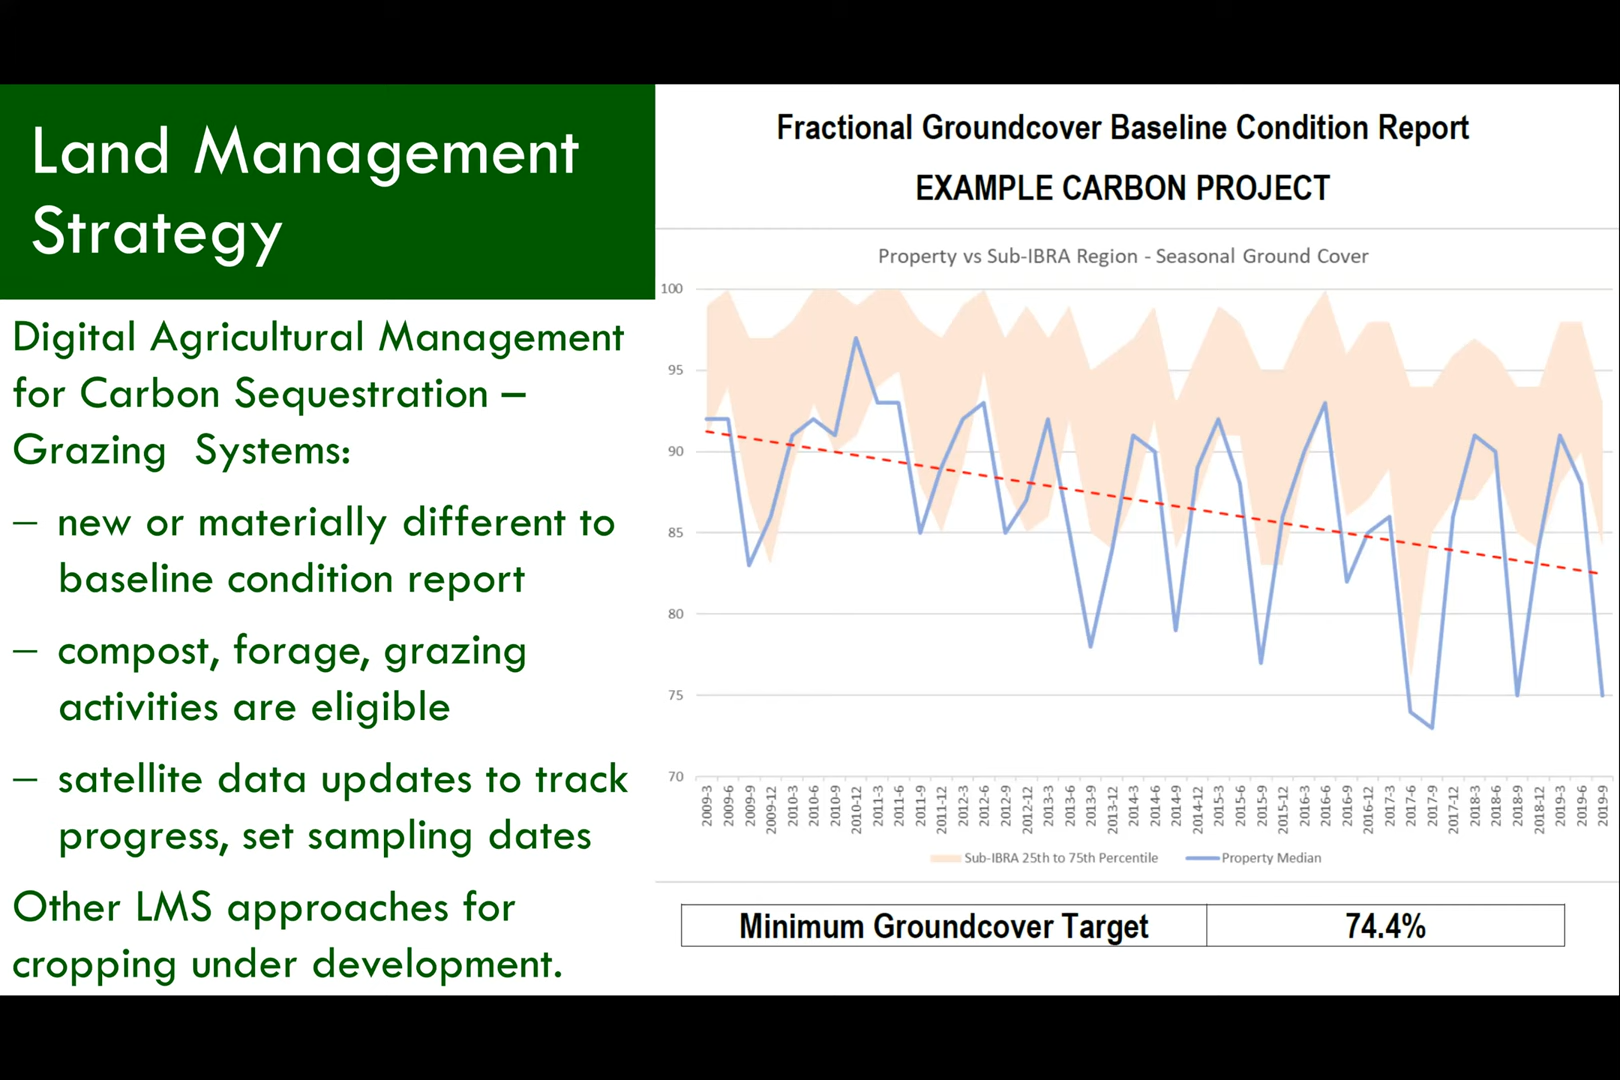 Land Management
Strategy
Digital Agricultural Management
for Carbon Sequestration –
Grazing Systems:
– new or materially different to
baseline condition report
– compost, forage, grazing
activities are eligible
– satellite data updates to track
progress, set sampling dates
Other LMS approaches for
cropping under development.
Fractional Groundcover Baseline Condition Report
EXAMPLE CARBON PROJECT
Property vs Sub-IBRA Region - Seasonal Ground Cover
100
95
90
85
80
75
70
2009-3
2009-6
2009-9
2009-12
2010-3
2010-6
2010-9
2010-12
2011-3
2011-6
2011-9
2011-12
2012-3
2012-6
2012-9
2012-12
2013-3
2013-6
2013-9
2013-12
2014-3
2014-6
2014-9
2014-12
2015-3
2015-6
2015-9
2015-12
2016-3
2016-6
2016-9
2016-12
2017-3
2017-6
2017-9
2017-12
2018-3
2018-6
2018-9
2018-12
2019-3
2019-6
2019-9
Sub-IBRA 25th to 75th Percentile
Property Median
Minimum Groundcover Target 74.4%